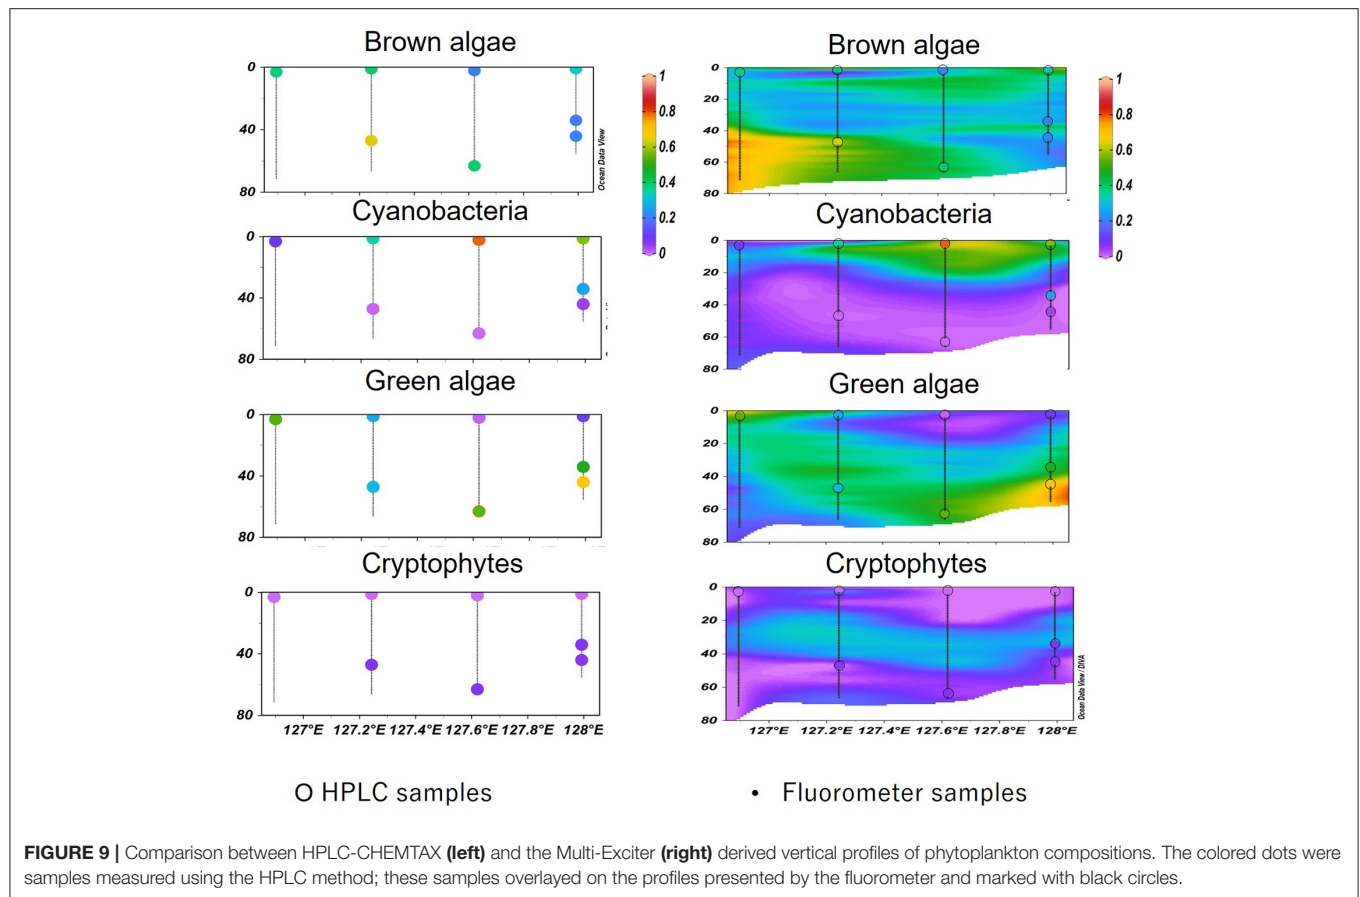 Brown algae
Brown algae
0
40
80
1
0.8
0.6
0.4
0.2
0
Ocean Data View
0
20
40
60
80
1
0.8
0.6
0.4
0.2
0
Cyanobacteria
Cyanobacteria
0
40
80
0
20
40
60
80
Green algae
Green algae
0
40
80
0
20
40
60
80
Cryptophytes
Cryptophytes
0
40
80
0
20
40
60
80
Ocean Data View / DIVA
127°E 127.2°E 127.4°E 127.6°E 127.8°E 128°E
127°E 127.2°E 127.4°E 127.6°E 127.8°E 128°E
O HPLC samples
• Fluorometer samples
FIGURE 9 | Comparison between HPLC-CHEMTAX (left) and the Multi-Exciter (right) derived vertical profiles of phytoplankton compositions. The colored dots were
samples measured using the HPLC method; these samples overlayed on the profiles presented by the fluorometer and marked with black circles.